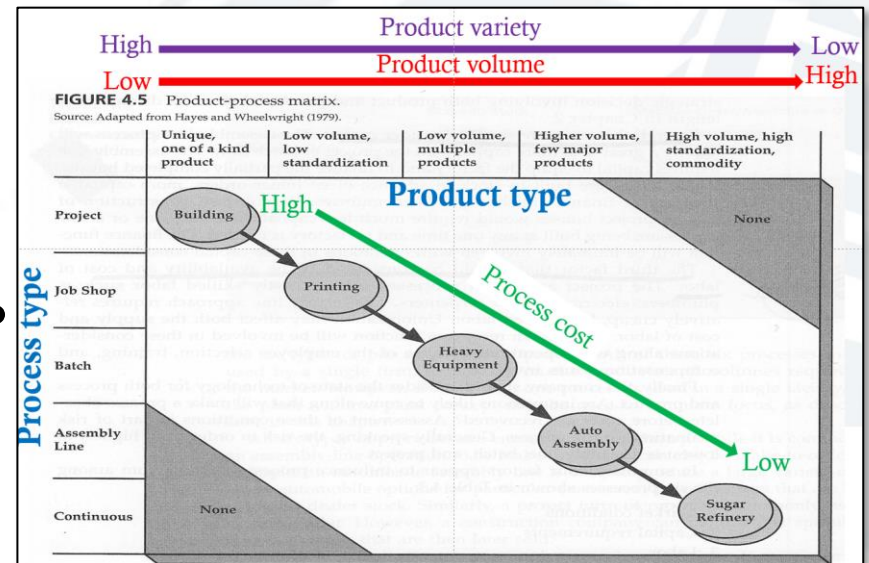 Product variety
High
Low
Product volume
Low
High
FIGURE 4.5 Product-process matrix.
Source: Adapted from Hayes and Wheelwright (1979).
Unique,
one of a kind
product
Low volume,
low
standardization
Low volume,
multiple
products
Higher volume,
few major
products
High volume, high
standardization,
commodity
Product type
Process type
Project
Building
High
None
Job Shop
Printing
Process cost
Batch
Heavy
Equipment
Assembly
Line
Auto
Assembly
Low
Continuous
None
Sugar
Refinery